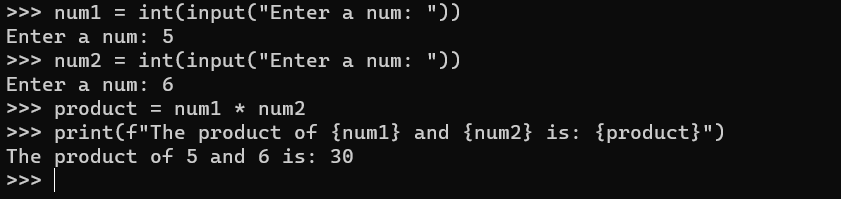 >>> num1 = int(input("Enter a num: "))
Enter a num: 5
>>> num2 = int(input("Enter a num: "))
Enter a num: 6
>>> product = num1 * num2
>>> print(f"The product of {num1} and {num2} is: {product}")
The product of 5 and 6 is: 30
>>>